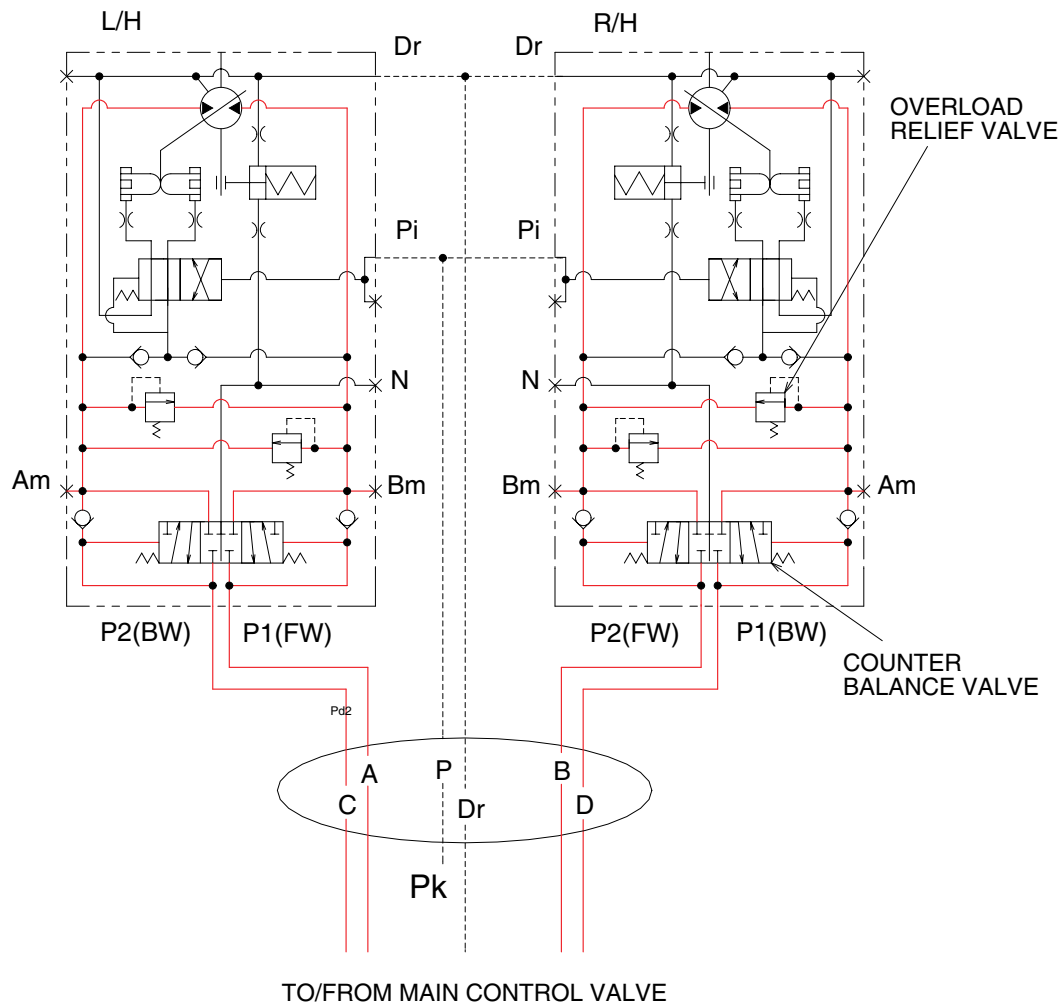 L/H
R/H
Dr
Dr
OVERLOAD
RELIEF VALVE
Pi
Pi
N
N
Am
Bm
Bm
Am
P2(BW)
P1(FW)
P2(FW)
P1(BW)
COUNTER
BALANCE VALVE
Pd2
A
P
B
C
Dr
D
Pk
TO/FROM MAIN CONTROL VALVE